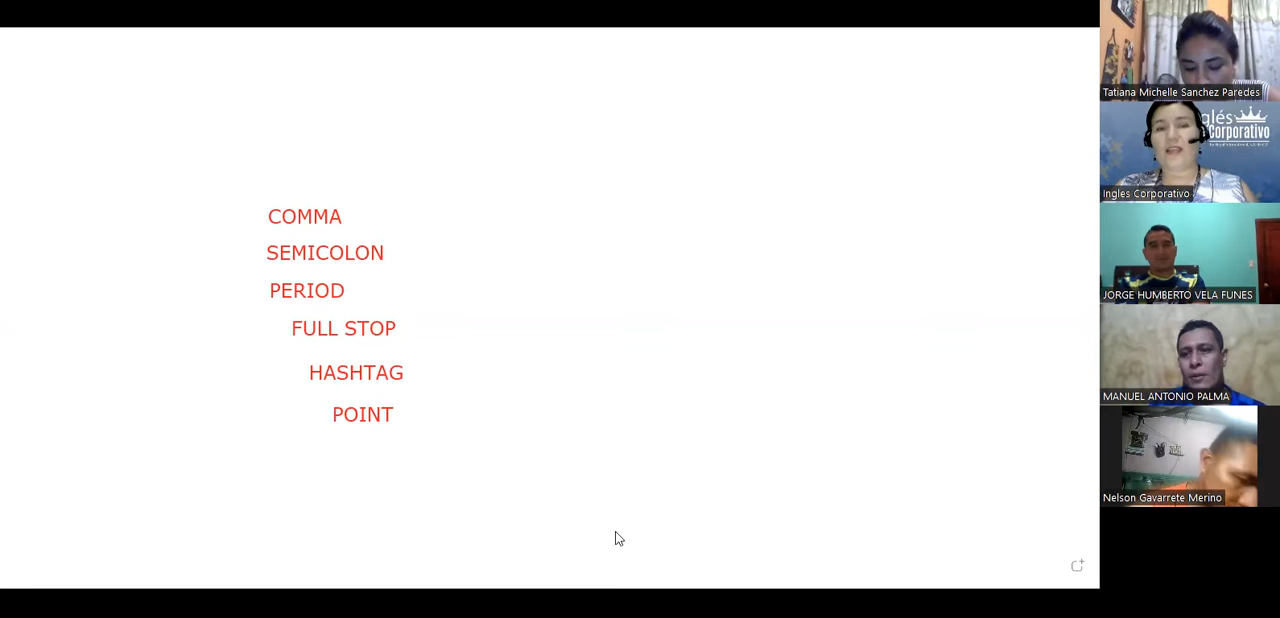 COMMA
SEMICOLON
PERIOD
FULL STOP
HASHTAG
POINT
Tatiana Michelle Sanchez Paredes
glés
Corporativo
Ingles Corporativo
JORGE HUMBERTO VELA FUNES
MANUEL ANTONIO PALMA
Nelson Gavarrete Merino